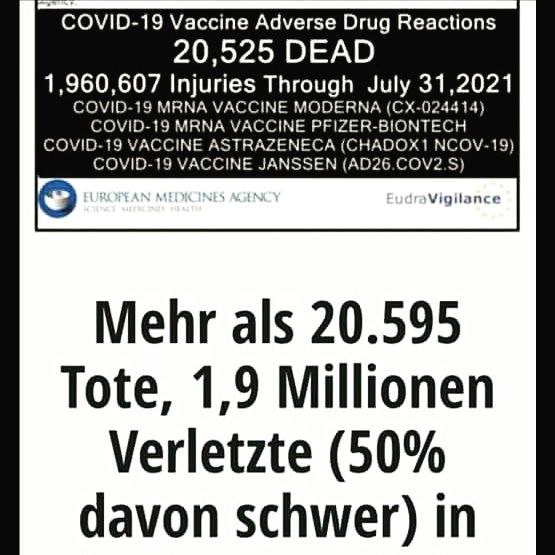 Agency.
COVID-19 Vaccine Adverse Drug Reactions
20,525 DEAD
1,960,607 Injuries Through July 31,2021
COVID-19 MRNA VACCINE MODERNA (CX-024414)
COVID-19 MRNA VACCINE PFIZER-BIONTECH
COVID-19 VACCINE ASTRAZENECA (CHADOX1 NCOV-19)
COVID-19 VACCINE JANSSEN (AD26.COV2.S)
EUROPEAN MEDICINES AGENCY
SCIENCE MEDICINES HEALTH
EudraVigilance
Mehr als 20.595
Tote, 1,9 Millionen
Verletzte (50%
davon schwer) in